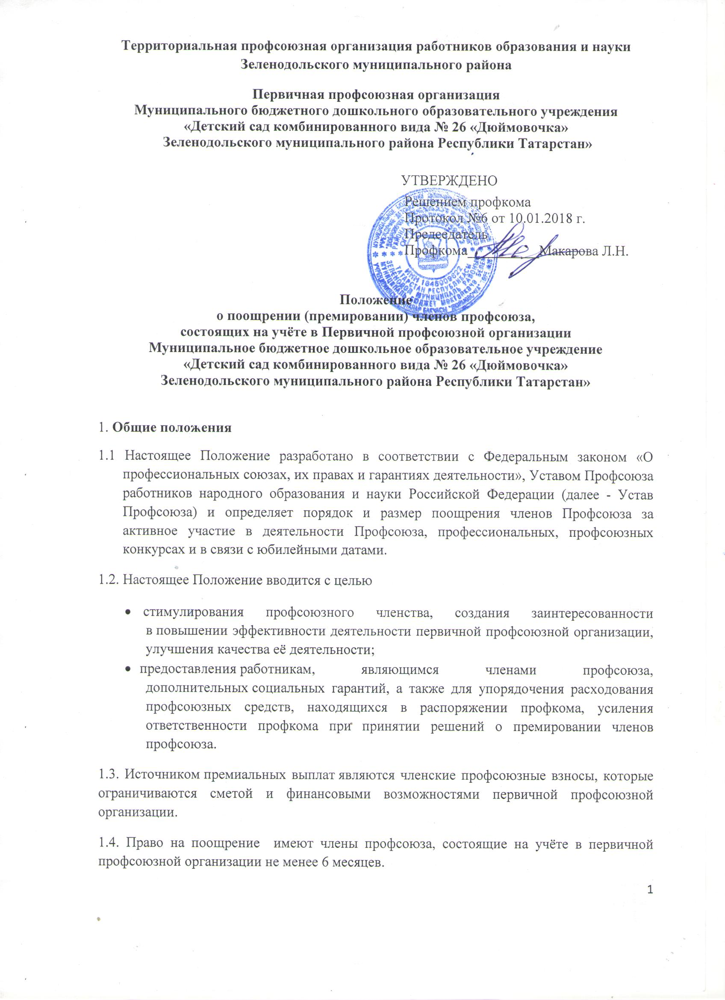 Территориальная профсоюзная организация работников образования и науки
Зеленодольского муниципального района
Первичная профсоюзная организация
Муниципального бюджетного дошкольного образовательного учреждения
«Детский сад комбинированного вида № 26 «Дюймовочка»
Зеленодольского муниципального района Республики Татарстан»
УТВЕРЖДЕНО
Решением профкома
Протокол №6 от 10.01.2018 г.
Председатель
Профкома___________Макарова Л.Н.
Положение
о поощрении (премировании) членов профсоюза,
состоящих на учёте в Первичной профсоюзной организации
Муниципальное бюджетное дошкольное образовательное учреждение
«Детский сад комбинированного вида № 26 «Дюймовочка»
Зеленодольского муниципального района Республики Татарстан»
1. Общие положения
1.1 Настоящее Положение разработано в соответствии с Федеральным законом «О
профессиональных союзах, их правах и гарантиях деятельности», Уставом Профсоюза
работников народного образования и науки Российской Федерации (далее - Устав
Профсоюза) и определяет порядок и размер поощрения членов Профсоюза за
активное участие в деятельности Профсоюза, профессиональных, профсоюзных
конкурсах и в связи с юбилейными датами.
1.2. Настоящее Положение вводится с целью
• стимулирования профсоюзного членства, создания заинтересованности
в повышении эффективности деятельности первичной профсоюзной организации,
улучшения качества её деятельности;
• предоставления работникам, являющимся членами профсоюза,
дополнительных социальных гарантий, а также для упорядочения расходования
профсоюзных средств, находящихся в распоряжении профкома, усиления
ответственности профкома при принятии решений о премировании членов
профсоюза.
1.3. Источником премиальных выплат являются членские профсоюзные взносы, которые
ограничиваются сметой и финансовыми возможностями первичной профсоюзной
организации.
1.4. Право на поощрение имеют члены профсоюза, состоящие на учёте в первичной
профсоюзной организации не менее 6 месяцев.
1